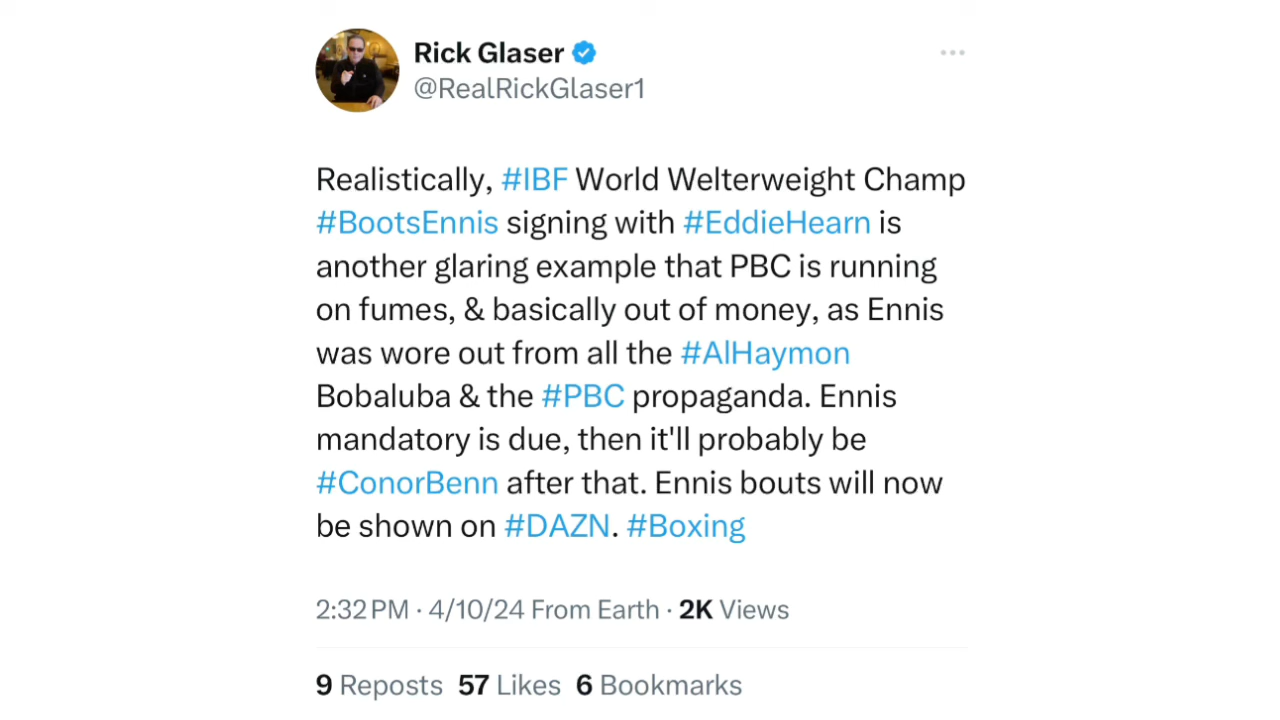 Rick Glaser
@RealRickGlaser1
Realistically, #IBF World Welterweight Champ
#BootsEnnis signing with #EddieHearn is
another glaring example that PBC is running
on fumes, & basically out of money, as Ennis
was wore out from all the #AlHaymon
Bobaluba & the #PBC propaganda. Ennis
mandatory is due, then it'll probably be
#ConorBenn after that. Ennis bouts will now
be shown on #DAZN. #Boxing
2:32 PM · 4/10/24 From Earth · 2K Views
9 Reposts 57 Likes 6 Bookmarks